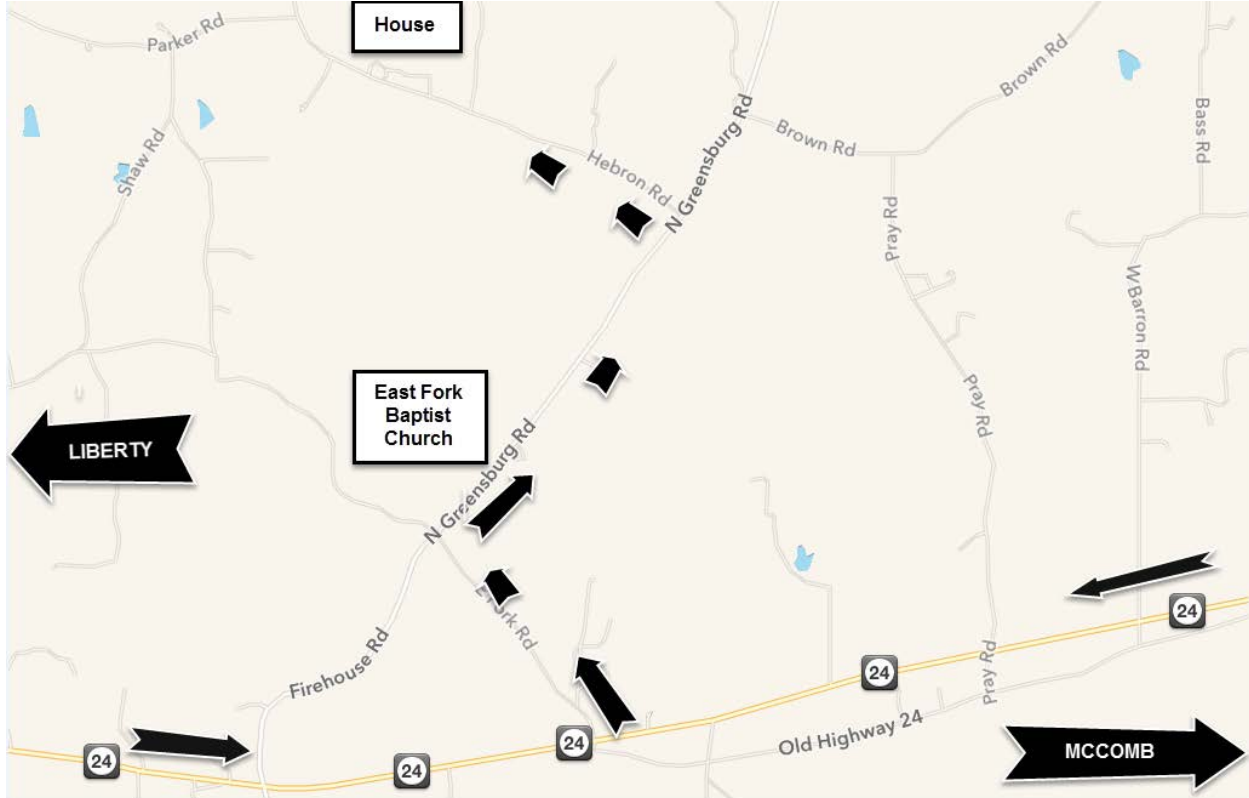 House
Parker Rd
Brown Rd
Bass Rd
N Greensburg Rd
Brown Rd
Shaw Rd
Hebron Rd
Pray Rd
W Barron Rd
East Fork
Baptist
Church
Pray Rd
LIBERTY
N Greensburg Rd
E Fork Rd
24
Firehouse Rd
24
Pray Rd
Old Highway 24
24
24
24
MCCOMB